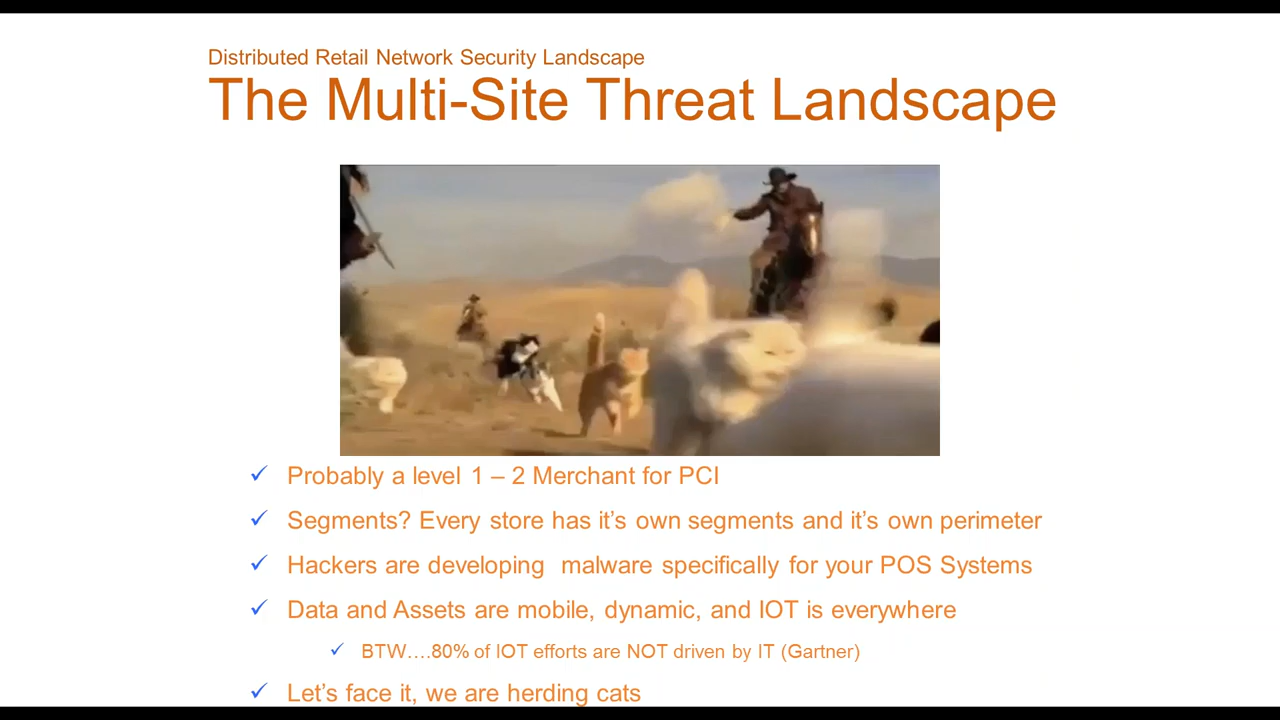 Distributed Retail Network Security Landscape
The Multi-Site Threat Landscape
Probably a level 1 – 2 Merchant for PCI
Segments? Every store has it’s own segments and it’s own perimeter
Hackers are developing malware specifically for your POS Systems
Data and Assets are mobile, dynamic, and IOT is everywhere
BTW….80% of IOT efforts are NOT driven by IT (Gartner)
Let’s face it, we are herding cats